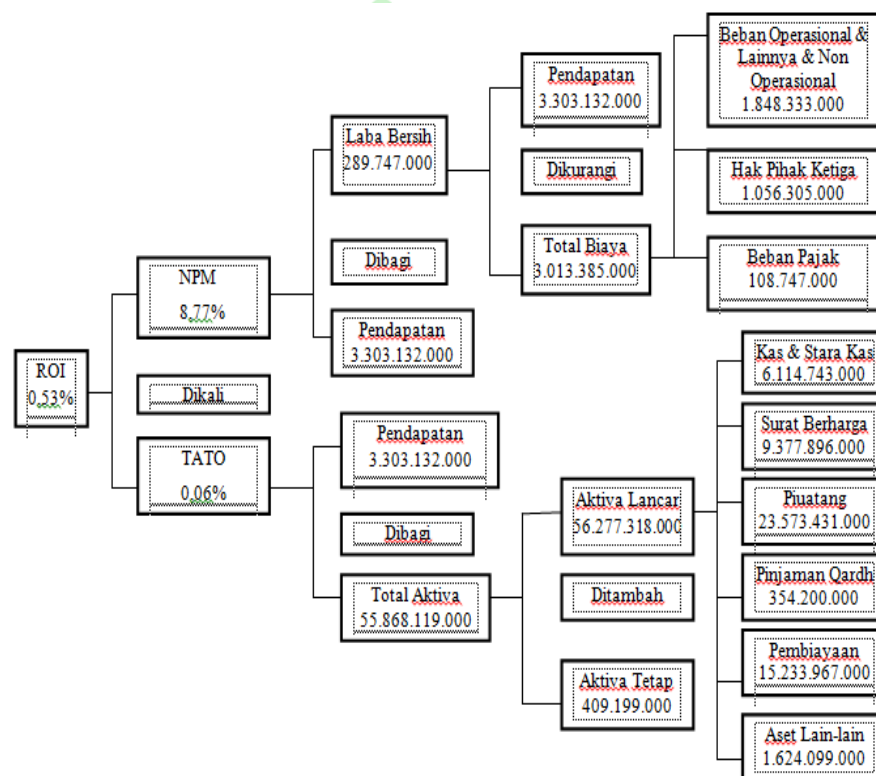 Beban Operasional &
Lainnya & Non
Operasional
1.848.333.000
Pendapatan
3.303.132.000
Laba Bersih
289.747.000
Dikurangi
Hak Pihak Ketiga
1.056.305.000
Total Biaya
3.013.385.000
Beban Pajak
108.747.000
Dibagi
NPM
8,77%
Pendapatan
3.303.132.000
ROI
0,53%
Dikali
TATO
0,06%
Pendapatan
3.303.132.000
Dibagi
Total Aktiva
55.868.119.000
Aktiva Lancar
56.277.318.000
Ditambah
Aktiva Tetap
409.199.000
Kas & Stara Kas
6.114.743.000
Surat Berharga
9.377.896.000
Piuatang
23.573.431.000
Pinjaman Qardh
354.200.000
Pembiayaan
15.233.967.000
Aset Lain-lain
1.624.099.000